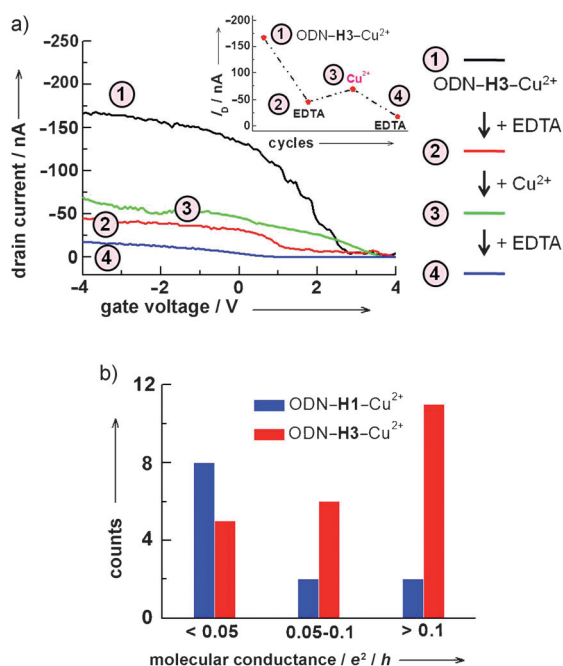 a)
drain current / nA
-250
-200
-150
-100
-50
0
-4
-2
0
2
4
gate voltage / V
1
2
3
4
I_D / nA
-200
-150
-100
-50
0
1 ODN–H3–Cu²⁺
2
EDTA
3
Cu²⁺
4
EDTA
cycles
1
ODN–H3–Cu²⁺
+ EDTA
2
+ Cu²⁺
3
+ EDTA
4
b)
counts
12
8
4
0
ODN–H1–Cu²⁺
ODN–H3–Cu²⁺
< 0.05
0.05-0.1
> 0.1
molecular conductance / e² / h